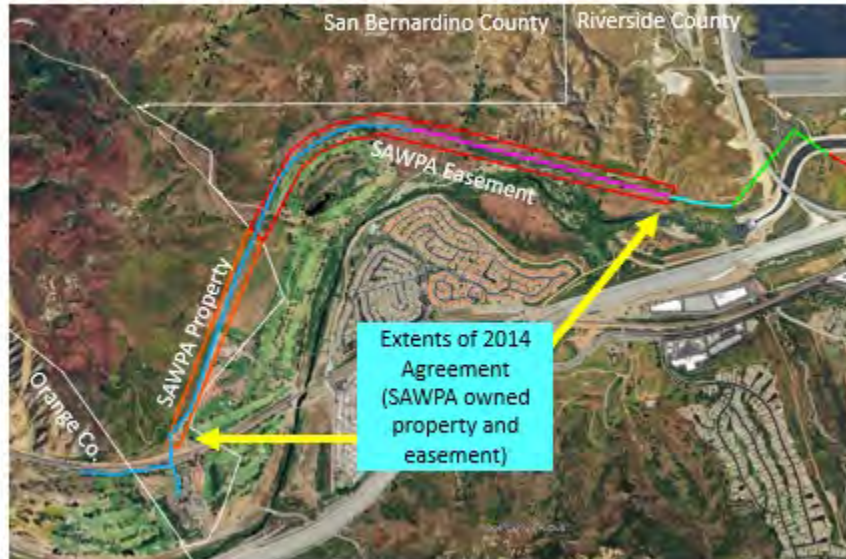 San Bernardino County
Riverside County
SAWPA Easement
SAWPA Property
Orange Co.
Extents of 2014
Agreement
(SAWPA owned
property and
easement)